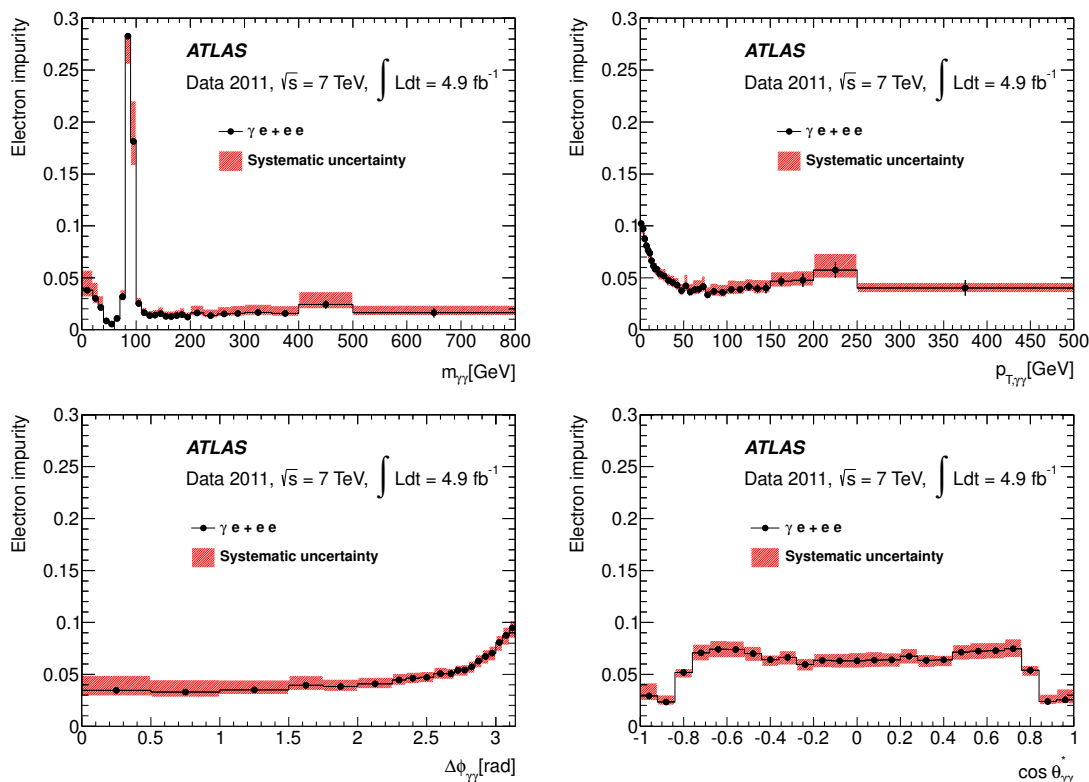 Electron impurity
0.3
0.25
0.2
0.15
0.1
0.05
0
ATLAS
Data 2011, √s = 7 TeV, ∫ Ldt = 4.9 fb⁻¹
γ e + e e
Systematic uncertainty
0 100 200 300 400 500 600 700 800
m_γγ[GeV]
Electron impurity
0.3
0.25
0.2
0.15
0.1
0.05
0
ATLAS
Data 2011, √s = 7 TeV, ∫ Ldt = 4.9 fb⁻¹
γ e + e e
Systematic uncertainty
0 50 100 150 200 250 300 350 400 450 500
p_T,γγ[GeV]
Electron impurity
0.3
0.25
0.2
0.15
0.1
0.05
0
ATLAS
Data 2011, √s = 7 TeV, ∫ Ldt = 4.9 fb⁻¹
γ e + e e
Systematic uncertainty
0 0.5 1 1.5 2 2.5 3
Δϕ_γγ[rad]
Electron impurity
0.3
0.25
0.2
0.15
0.1
0.05
0
ATLAS
Data 2011, √s = 7 TeV, ∫ Ldt = 4.9 fb⁻¹
γ e + e e
Systematic uncertainty
-1 -0.8 -0.6 -0.4 -0.2 0 0.2 0.4 0.6 0.8 1
cos θ*_γγ